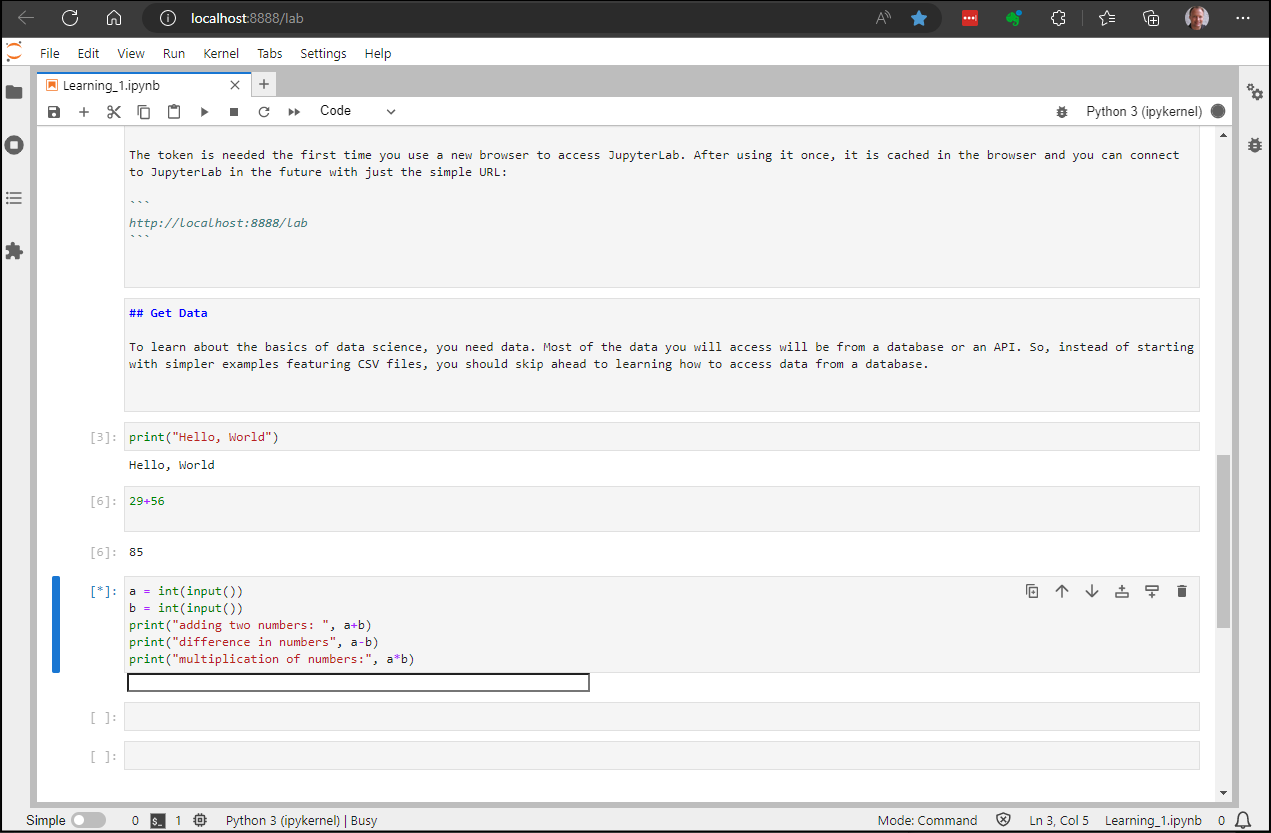 localhost:8888/lab
File Edit View Run Kernel Tabs Settings Help
Learning_1.ipynb
Code
Python 3 (ipykernel)
The token is needed the first time you use a new browser to access JupyterLab. After using it once, it is cached in the browser and you can connect
to JupyterLab in the future with just the simple URL:
```
http://localhost:8888/lab
```
## Get Data
To learn about the basics of data science, you need data. Most of the data you will access will be from a database or an API. So, instead of starting
with simpler examples featuring CSV files, you should skip ahead to learning how to access data from a database.
[3]: print("Hello, World")
Hello, World
[6]: 29+56
[6]: 85
[*]: a = int(input())
b = int(input())
print("adding two numbers: ", a+b)
print("difference in numbers", a-b)
print("multiplication of numbers:", a*b)
[ ]:
[ ]:
Simple 0 $_ 1 Python 3 (ipykernel) | Busy Mode: Command Ln 3, Col 5 Learning_1.ipynb 0